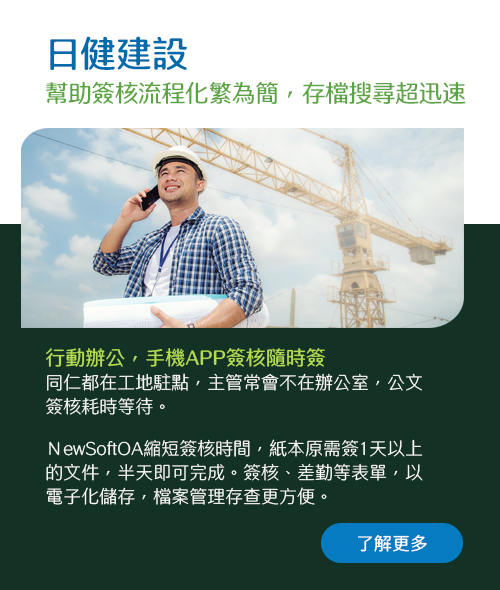 日健建設
幫助簽核流程化繁為簡，存檔搜尋超迅速
行動辦公，手機APP簽核隨時簽
同仁都在工地駐點，主管常會不在辦公室，公文
簽核耗時等待。
ＮewSoftOA縮短簽核時間，紙本原需簽1天以上
的文件，半天即可完成。簽核、差勤等表單，以
電子化儲存，檔案管理存查更方便。
了解更多